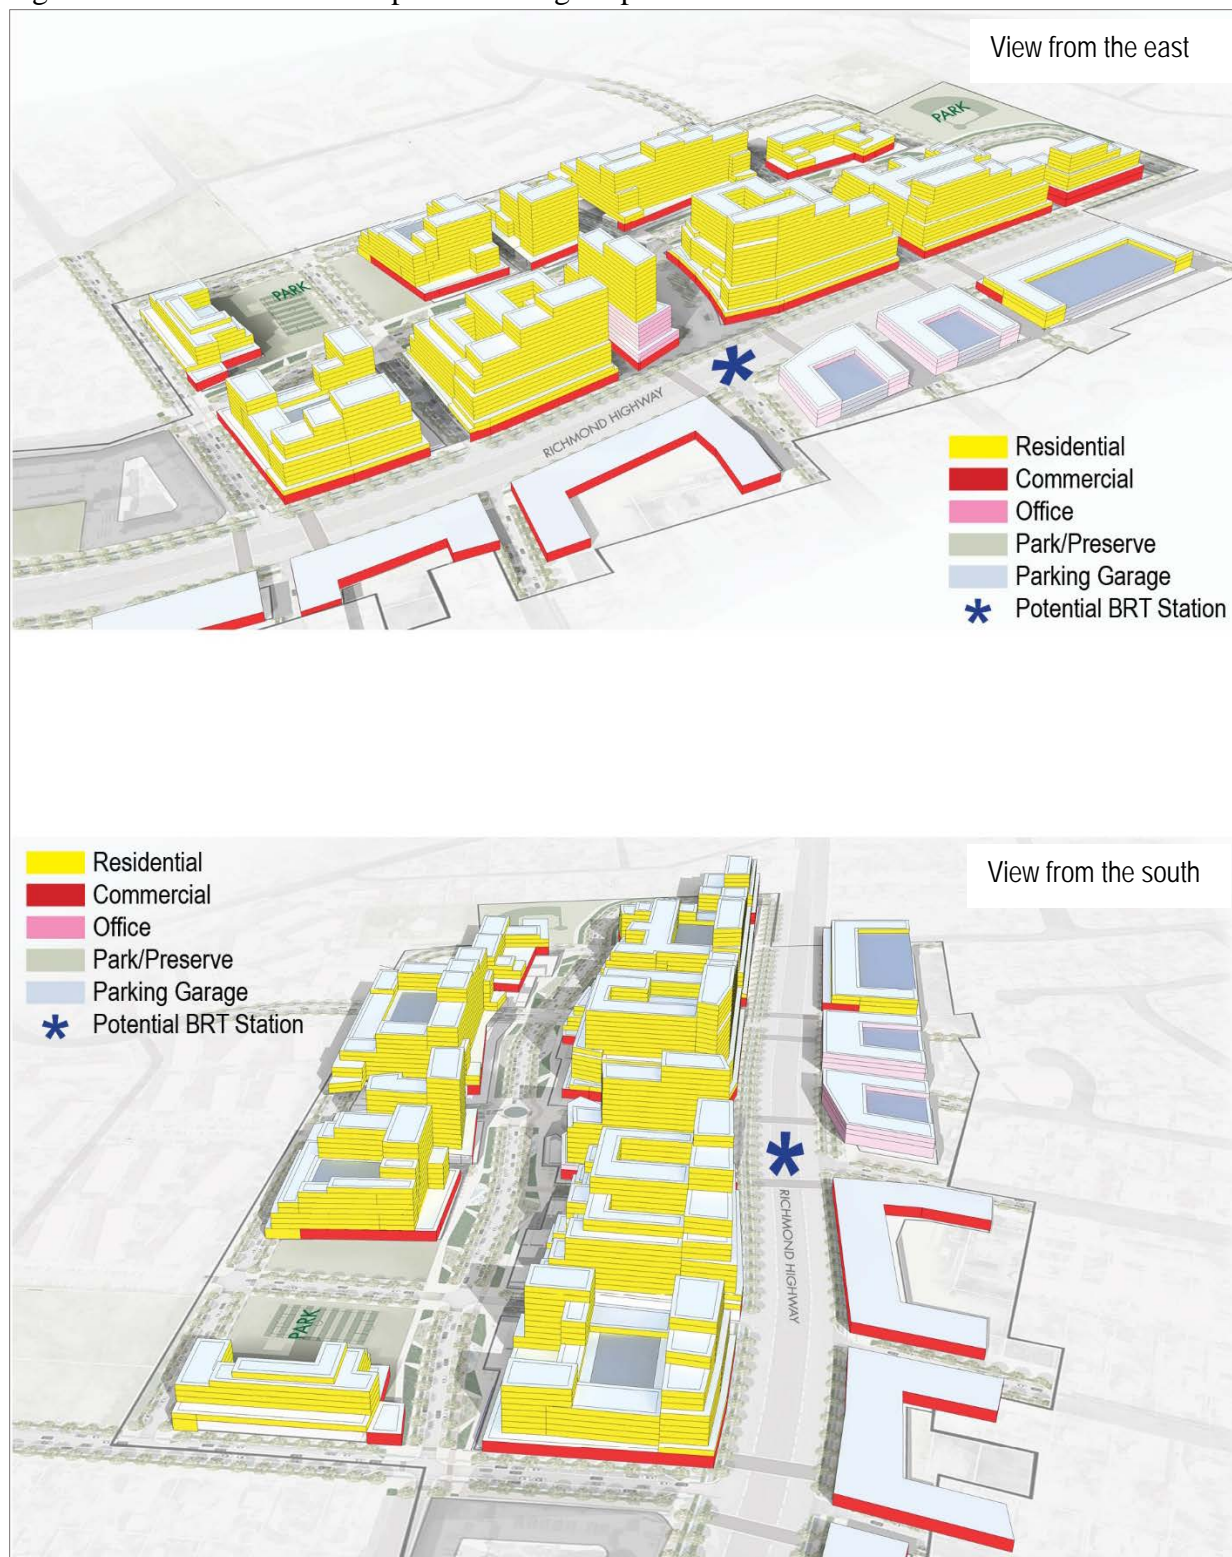 View from the east
PARK
PARK
RICHMOND HIGHWAY
Residential
Commercial
Office
Park/Preserve
Parking Garage
Potential BRT Station
Residential
Commercial
Office
Park/Preserve
Parking Garage
Potential BRT Station
View from the south
RICHMOND HIGHWAY
PARK